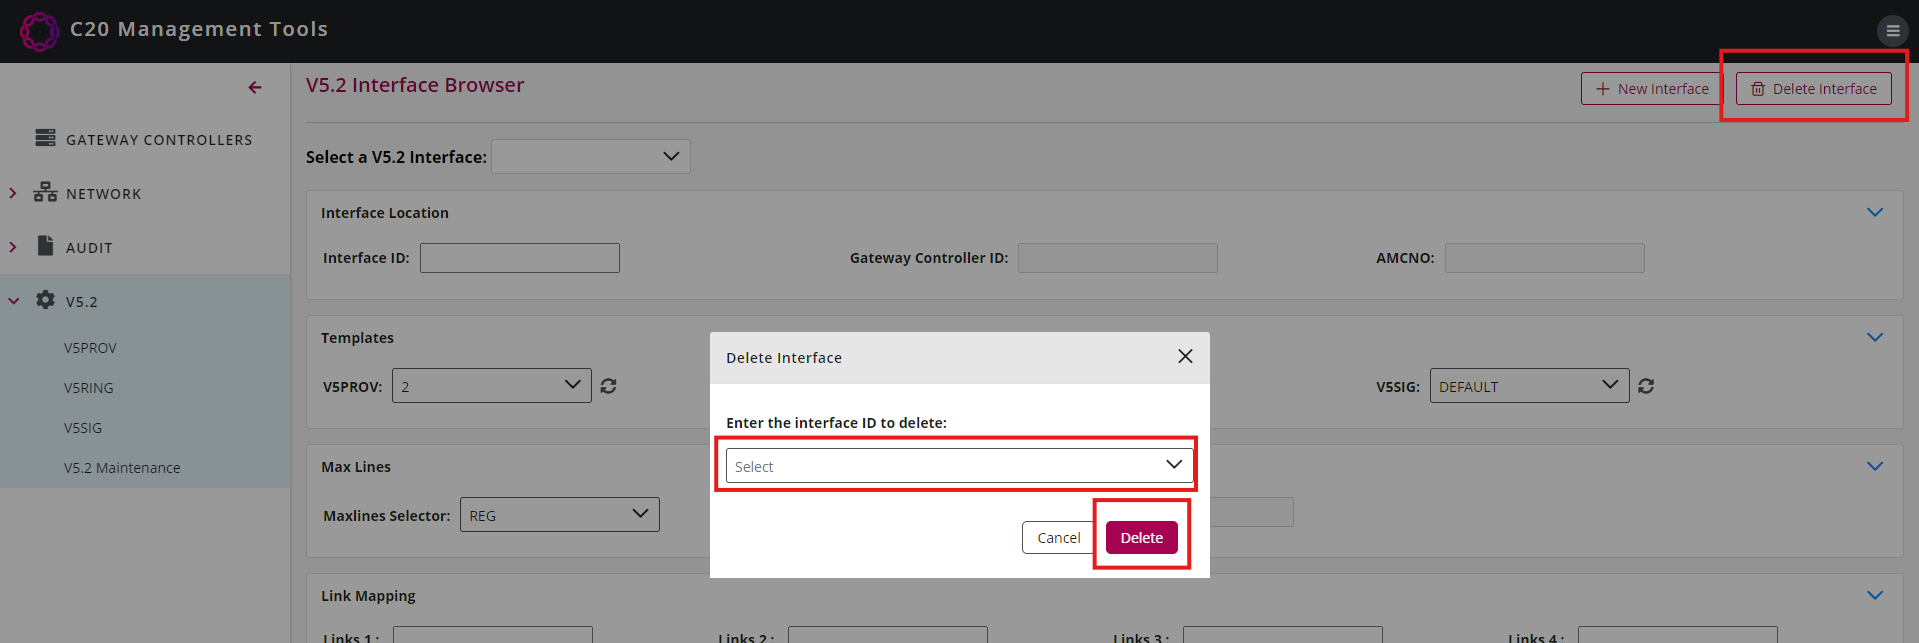 C20 Management Tools
V5.2 Interface Browser
New Interface
Delete Interface
GATEWAY CONTROLLERS
NETWORK
AUDIT
V5.2
V5PROV
V5RING
V5SIG
V5.2 Maintenance
Select a V5.2 Interface:
Interface Location
Interface ID: Gateway Controller ID: AMCNO:
Templates
V5PROV: 2 V5SIG: DEFAULT
Max Lines
Maxlines Selector: REG
Link Mapping
Links 1 : Links 2 : Links 3 : Links 4 :
Delete Interface
Enter the interface ID to delete:
Select
Cancel Delete